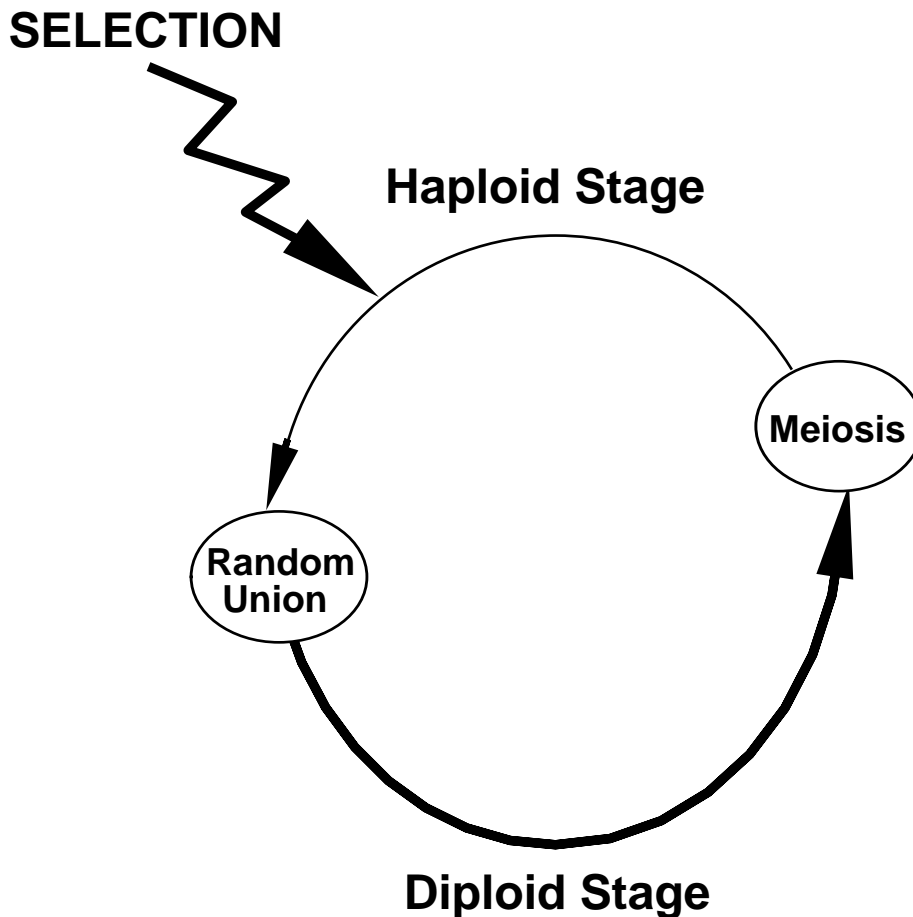 SELECTION
Haploid Stage
Meiosis
Random
Union
Diploid Stage